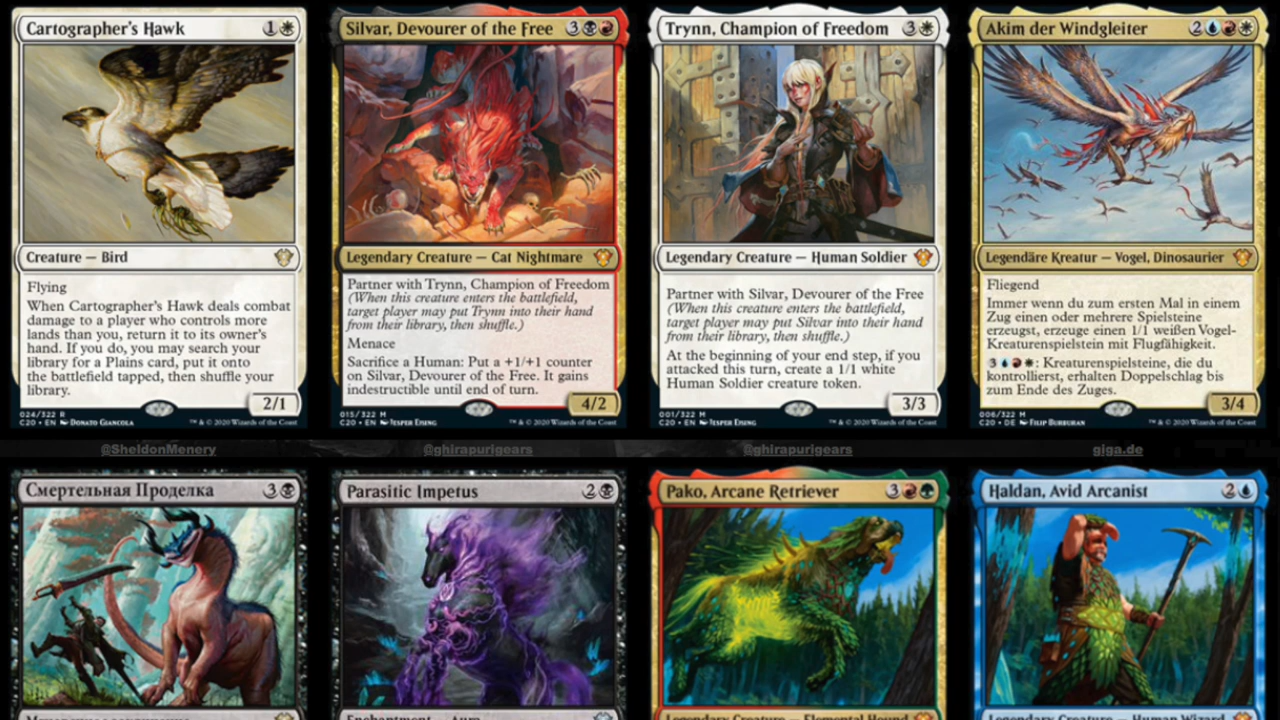 Cartographer's Hawk 1
Creature — Bird
Flying
When Cartographer's Hawk deals combat
damage to a player who controls more
lands than you, return it to its owner's
hand. If you do, you may search your
library for a Plains card, put it onto
the battlefield tapped, then shuffle your
library.
2/1
024/322 R
C20 • EN Donato Giancola ™ & © 2020 Wizards of the Coast
Silvar, Devourer of the Free 3
Legendary Creature — Cat Nightmare
Partner with Trynn, Champion of Freedom
(When this creature enters the battlefield,
target player may put Trynn into their hand
from their library, then shuffle.)
Menace
Sacrifice a Human: Put a +1/+1 counter
on Silvar, Devourer of the Free. It gains
indestructible until end of turn.
4/2
015/322 M
C20 • EN Jesper Ejsing ™ & © 2020 Wizards of the Coast
Trynn, Champion of Freedom 3
Legendary Creature — Human Soldier
Partner with Silvar, Devourer of the Free
(When this creature enters the battlefield,
target player may put Silvar into their hand
from their library, then shuffle.)
At the beginning of your end step, if you
attacked this turn, create a 1/1 white
Human Soldier creature token.
3/3
001/322 M
C20 • EN Jesper Ejsing ™ & © 2020 Wizards of the Coast
Akim der Windgleiter 2
Legendäre Kreatur — Vogel, Dinosaurier
Fliegend
Immer wenn du zum ersten Mal in einem
Zug einen oder mehrere Spielsteine
erzeugst, erzeuge einen 1/1 weißen Vogel-
Kreaturenspielstein mit Flugfähigkeit.
3 : Kreaturenspielsteine, die du
kontrollierst, erhalten Doppelschlag bis
zum Ende des Zuges.
3/4
006/322 M
C20 • DE Filip Burburan ™ & © 2020 Wizards of the Coast
@SheldonMenery
@ghirapurigears
@ghirapurigears
giga.de
Смертельная Проделка 3
Parasitic Impetus 2
Enchantment — Aura
Pako, Arcane Retriever 3
Legendary Creature — Elemental Hound
Haldan, Avid Arcanist 2
Legendary Creature — Human Wizard